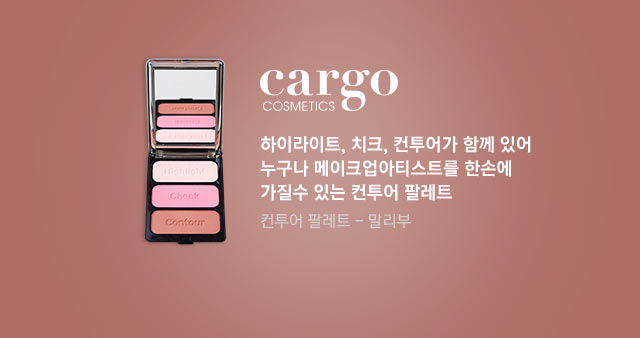 cargo
COSMETICS
하이라이트, 치크, 컨투어가 함께 있어
누구나 메이크업아티스트를 한손에
가질수 있는 컨투어 팔레트
컨투어 팔레트 – 말리부
Highlight
Cheek
Contour